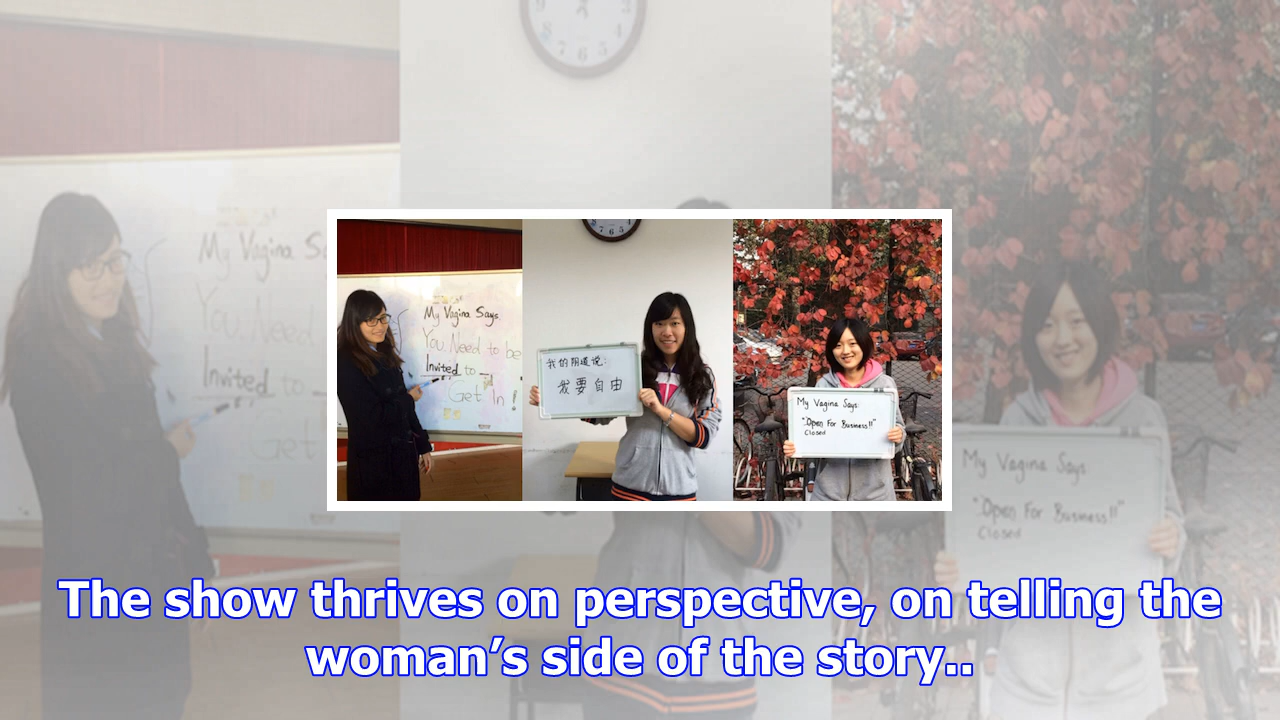 My Vagina Says
You Need to be
Invited to
Get In!
我的阴道说:
我要自由
My Vagina Says:
"Open For Business!!"
Closed
The show thrives on perspective, on telling the
woman’s side of the story..